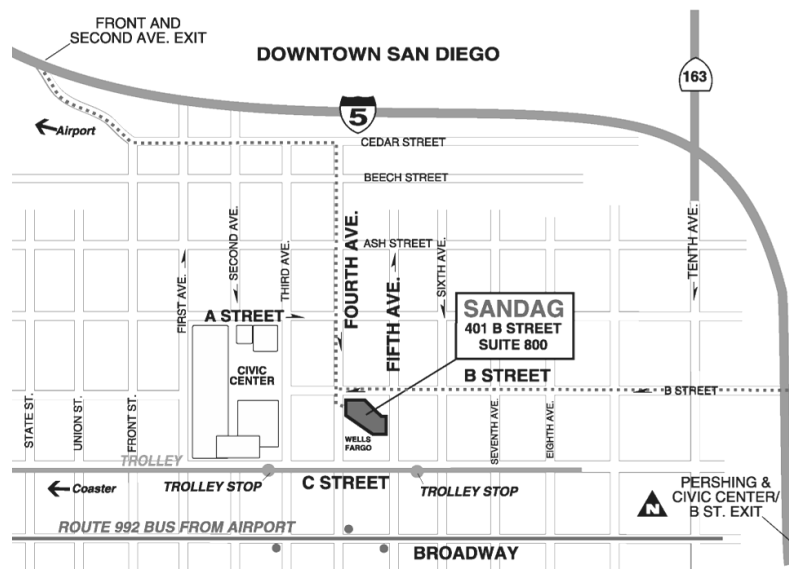 FRONT AND
SECOND AVE. EXIT
DOWNTOWN SAN DIEGO
163
5
Airport
CEDAR STREET
BEECH STREET
ASH STREET
FIRST AVE.
SECOND AVE.
THIRD AVE.
FOURTH AVE.
FIFTH AVE.
SIXTH AVE.
TENTH AVE.
A STREET
SANDAG
401 B STREET
SUITE 800
CIVIC
CENTER
B STREET
B STREET
STATE ST.
UNION ST.
FRONT ST.
WELLS
FARGO
SEVENTH AVE.
EIGHTH AVE.
TROLLEY
Coaster
TROLLEY STOP
C STREET
TROLLEY STOP
PERSHING &
CIVIC CENTER/
B ST. EXIT
N
ROUTE 992 BUS FROM AIRPORT
BROADWAY